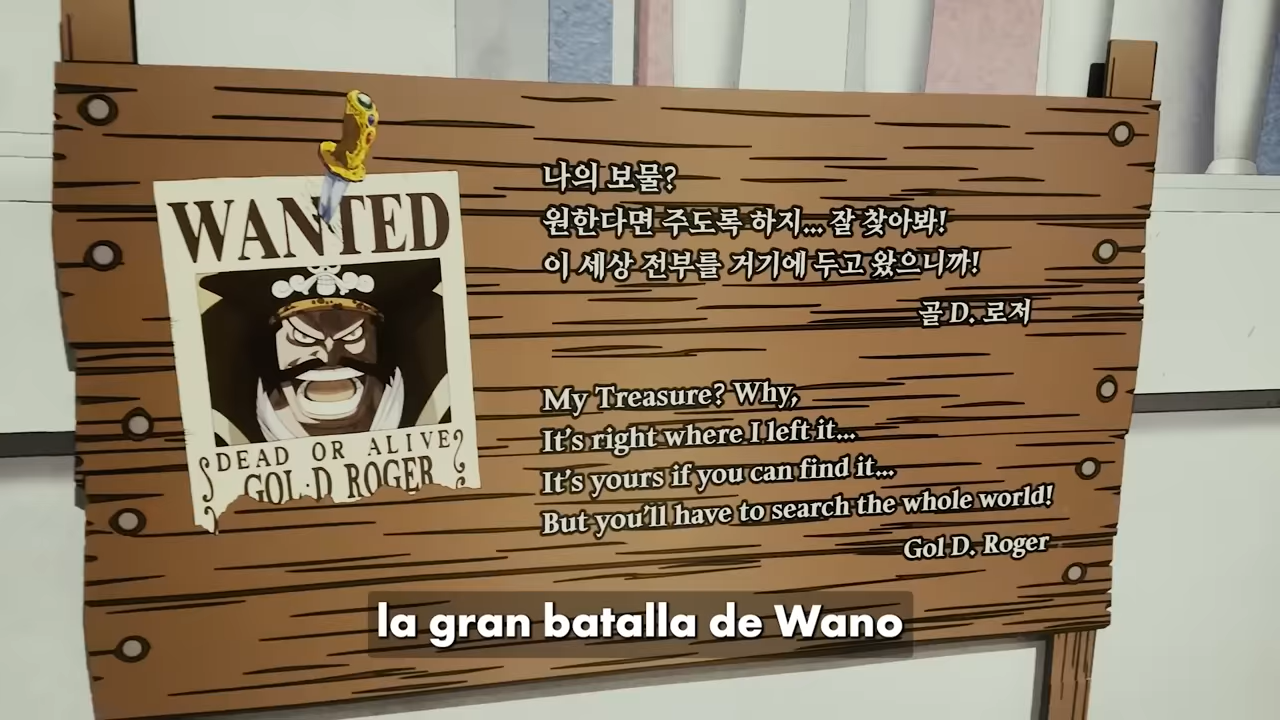 WANTED
DEAD OR ALIVE
GOL·D ROGER
나의 보물?
원한다면 주도록 하지... 잘 찾아봐!
이 세상 전부를 거기에 두고 왔으니까!
골 D. 로저
My Treasure? Why,
It's right where I left it...
It's yours if you can find it...
But you'll have to search the whole world!
Gol D. Roger
la gran batalla de Wano